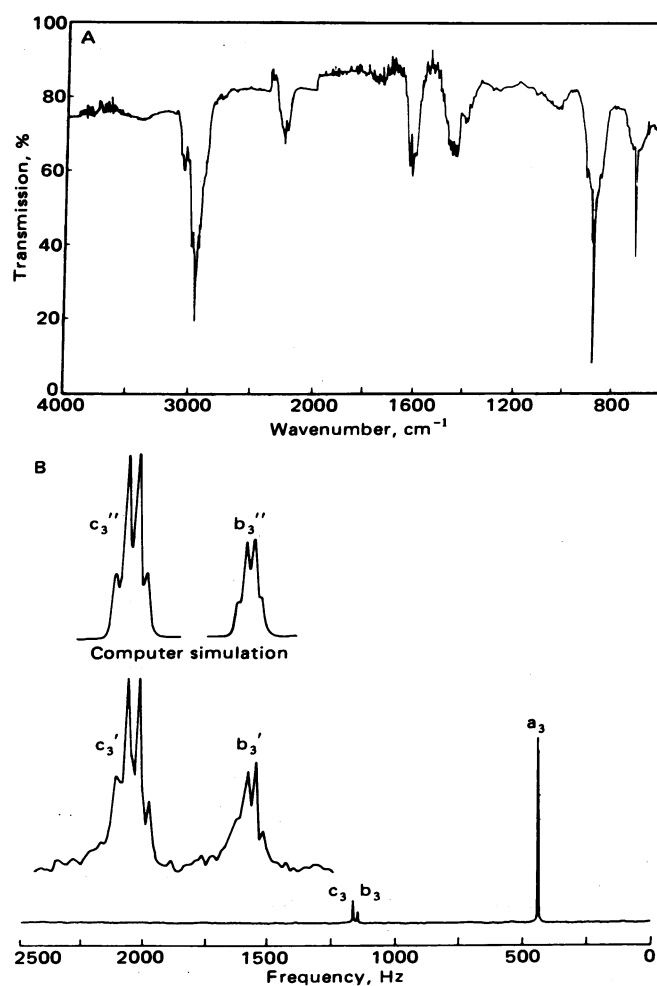 A
100
80
60
40
20
0
Transmission, %
4000 3000 2000 1600 1200 800
Wavenumber, cm⁻¹
B
c₃'' b₃''
Computer simulation
c₃' b₃'
a₃
c₃ b₃
2500 2000 1500 1000 500 0
Frequency, Hz